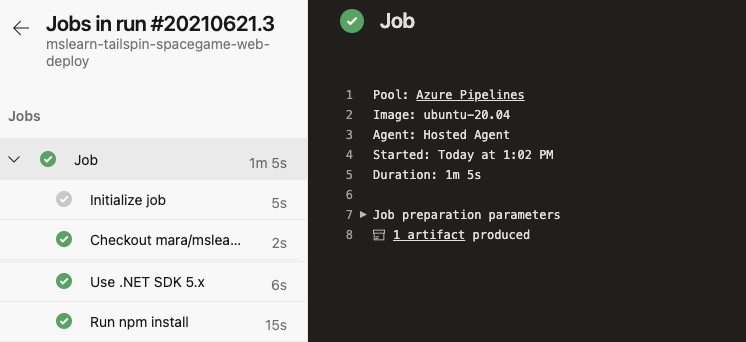 Jobs in run #20210621.3
mslearn-tailspin-spacegame-web-
deploy
Jobs
Job 1m 5s
Initialize job 5s
Checkout mara/mslea... 2s
Use .NET SDK 5.x 6s
Run npm install 15s
Job
1 Pool: Azure Pipelines
2 Image: ubuntu-20.04
3 Agent: Hosted Agent
4 Started: Today at 1:02 PM
5 Duration: 1m 5s
6
7 Job preparation parameters
8 1 artifact produced